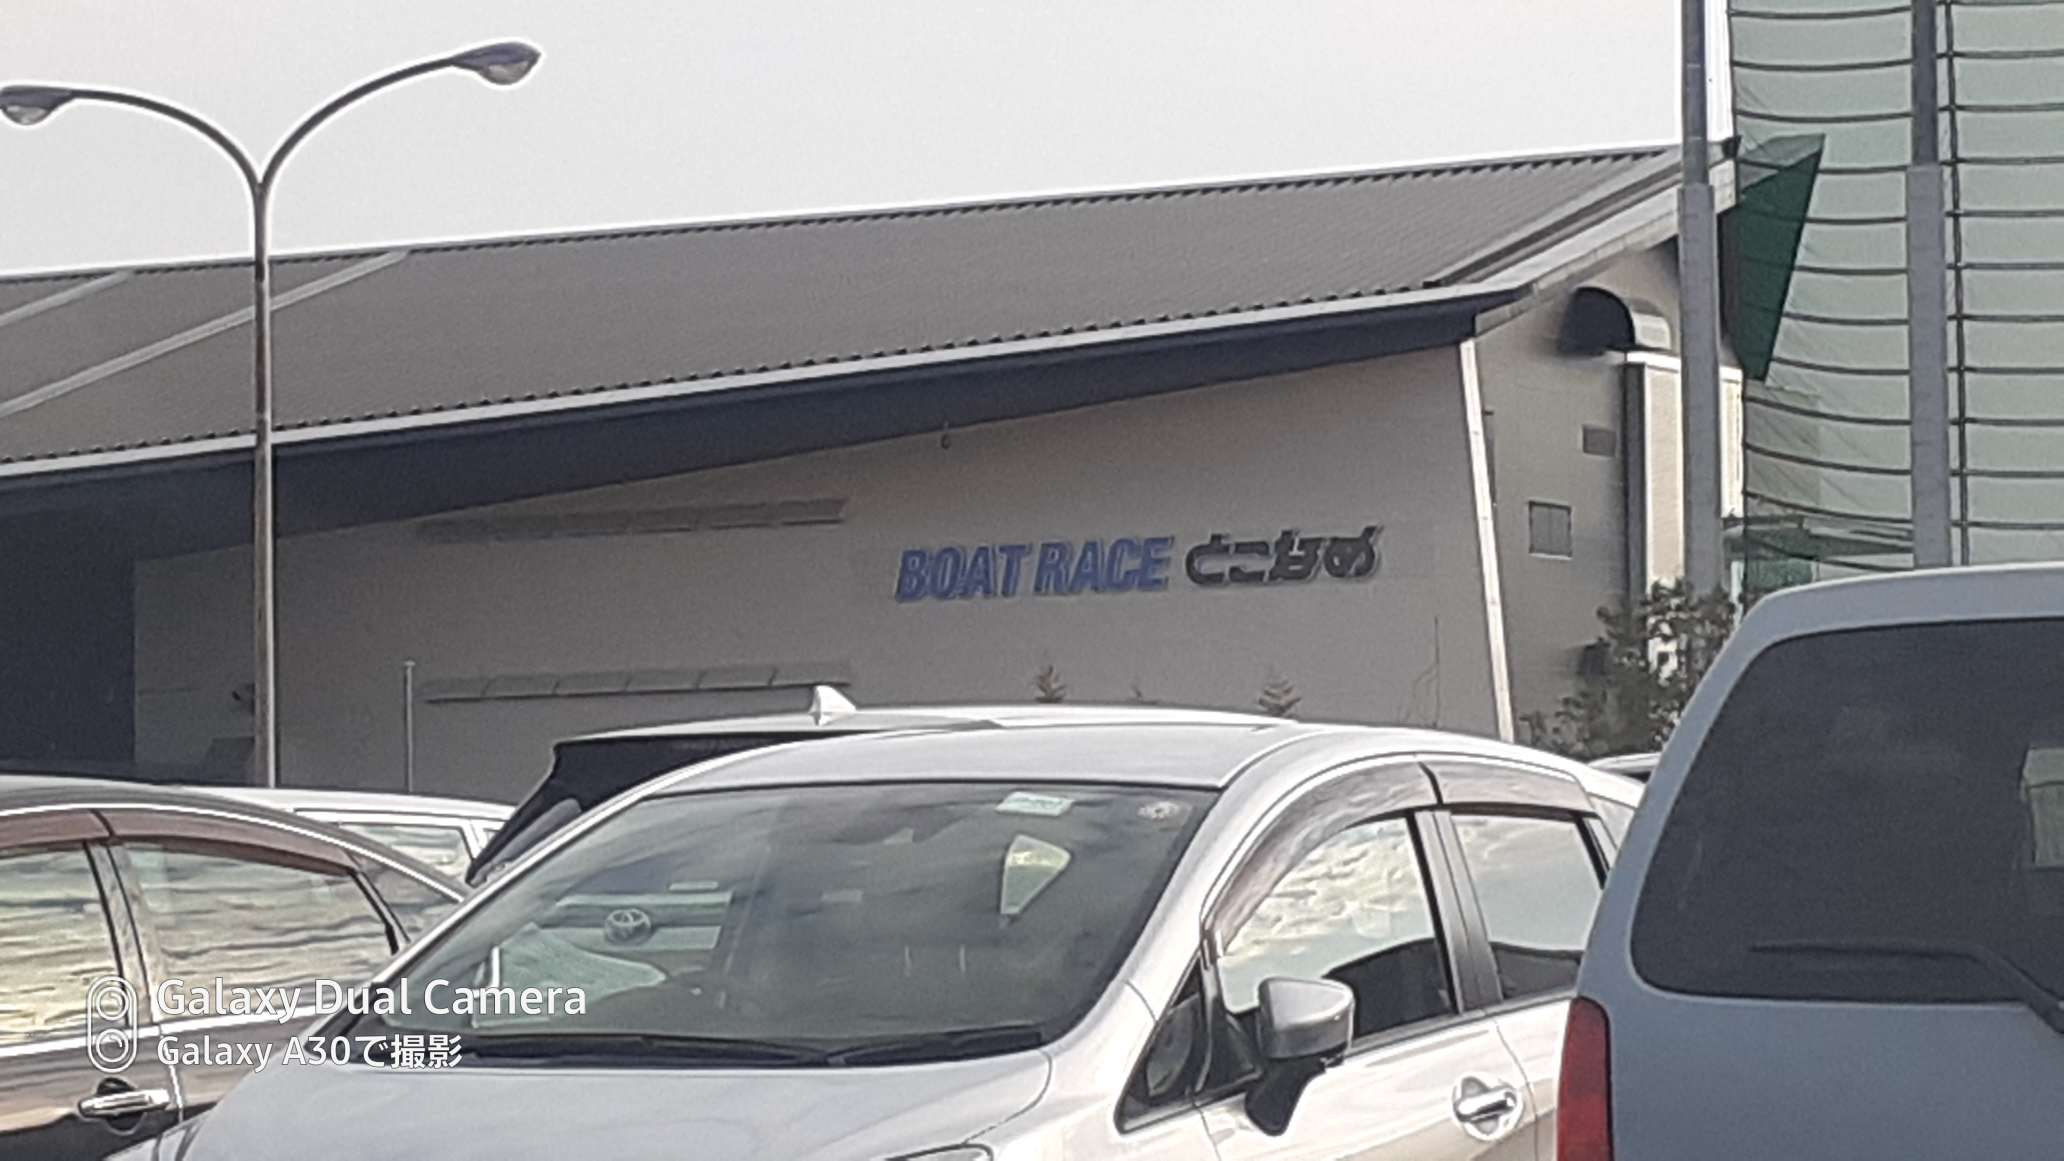 BOAT RACE とこなめ
Galaxy Dual Camera
Galaxy A30で撮影